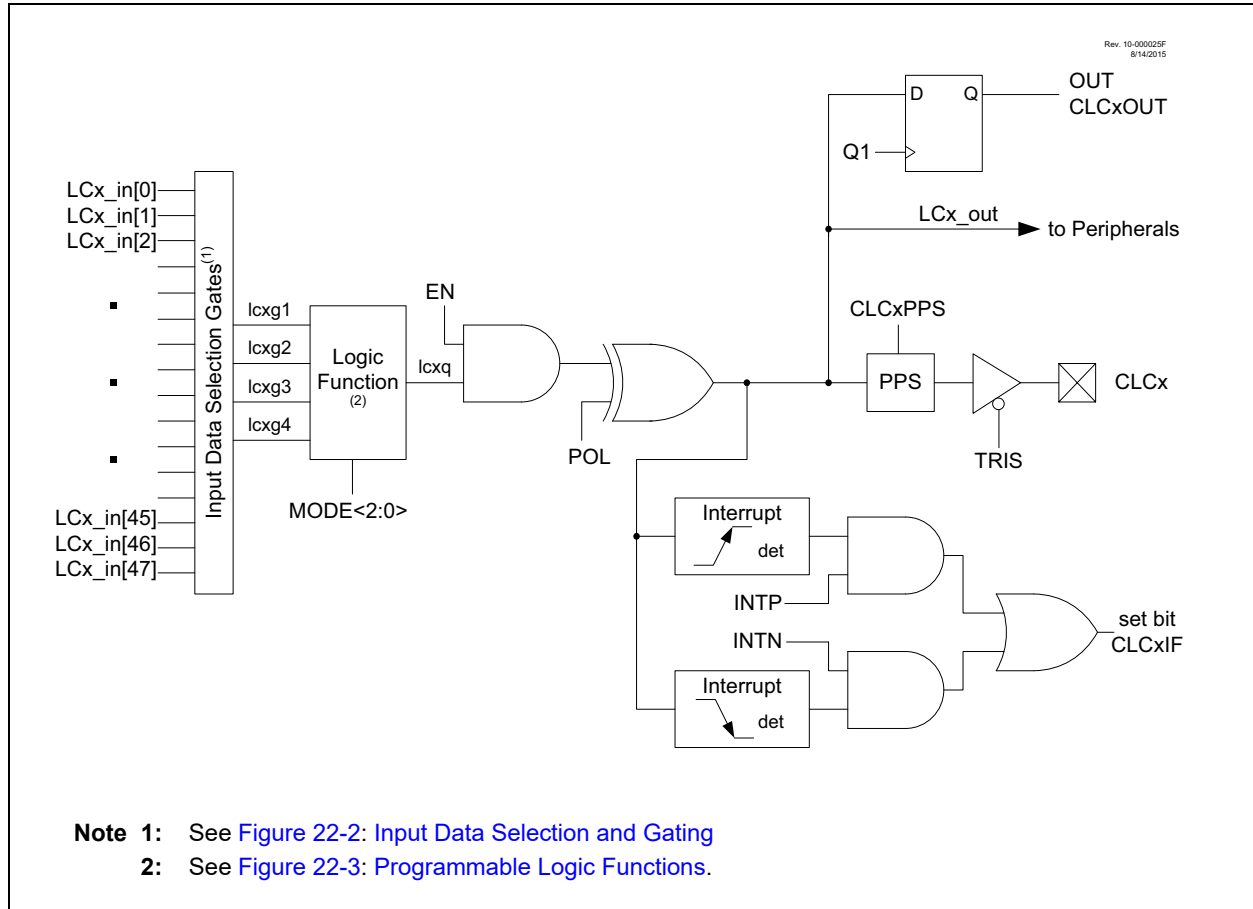 Rev. 10-000025F
8/14/2015
D Q
OUT
CLCxOUT
Q1
LCx_out
to Peripherals
LCx_in[0]
LCx_in[1]
LCx_in[2]
LCx_in[45]
LCx_in[46]
LCx_in[47]
Input Data Selection Gates(1)
lcxg1
lcxg2
lcxg3
lcxg4
Logic
Function
(2)
MODE<2:0>
lcxq
EN
POL
CLCxPPS
PPS
TRIS
CLCx
Interrupt
det
INTP
INTN
Interrupt
det
set bit
CLCxIF
Note 1: See Figure 22-2: Input Data Selection and Gating
2: See Figure 22-3: Programmable Logic Functions.